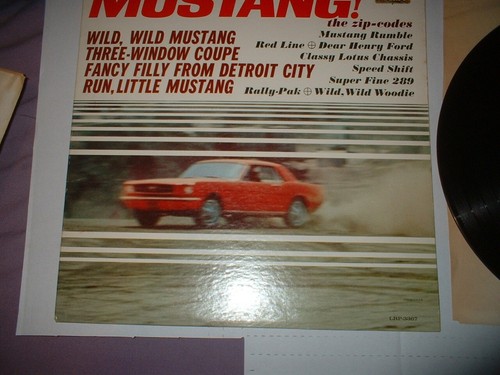 MUSTANG!
the zip-codes
WILD, WILD MUSTANG
THREE-WINDOW COUPE
FANCY FILLY FROM DETROIT CITY
RUN, LITTLE MUSTANG
Mustang Rumble
Red Line ⊕ Dear Henry Ford
Classy Lotus Chassis
Speed Shift
Super Fine 289
Rally-Pak ⊕ Wild, Wild Woodie